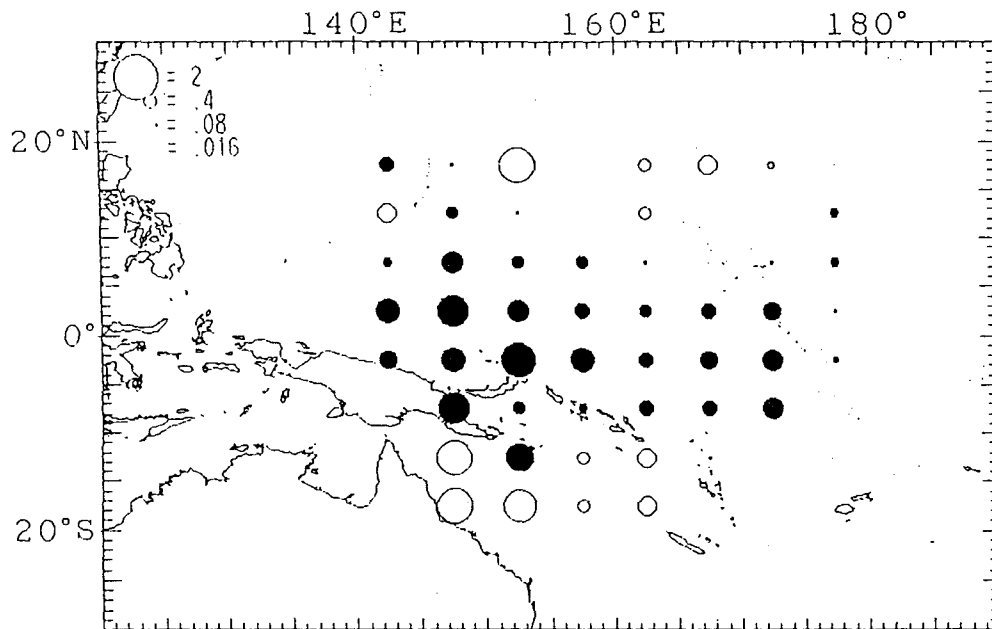 140°E 160°E 180°
= 2
= .4
= .08
= .016
20°N
0°
20°S